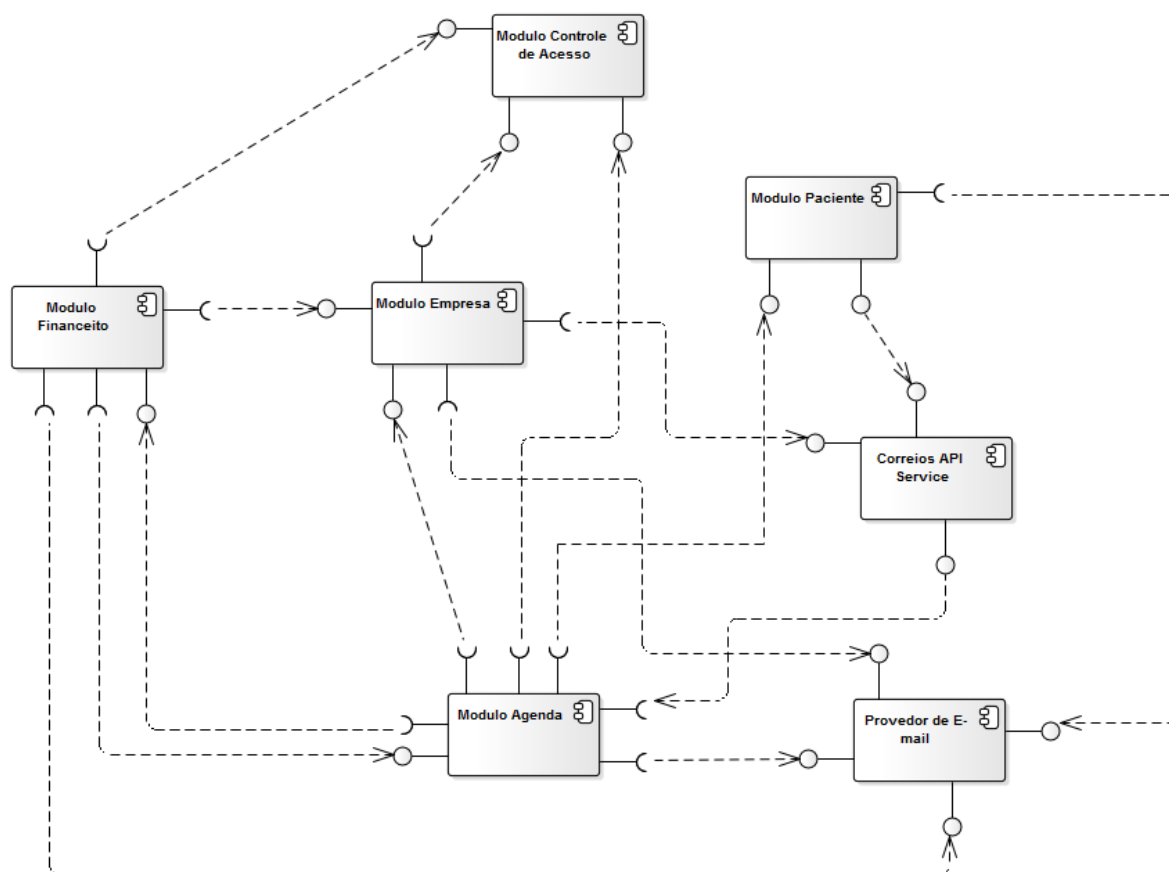 Modulo Controle
de Acesso
Modulo Paciente
Modulo
Financeito
Modulo Empresa
Correios API
Service
Modulo Agenda
Provedor de E-
mail